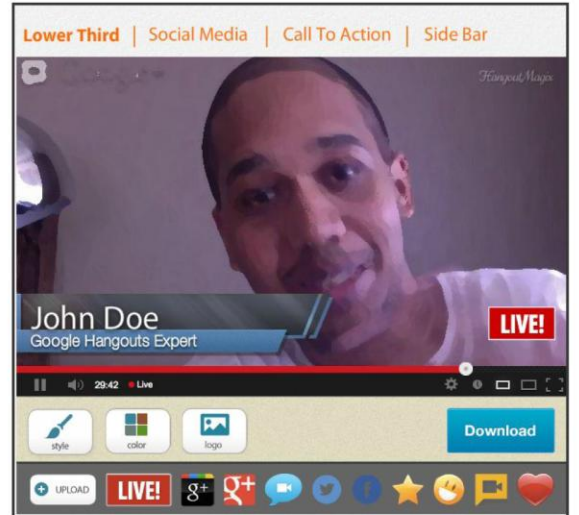 Lower Third | Social Media | Call To Action | Side Bar
HangoutMagix
John Doe
Google Hangouts Expert
LIVE!
29:42 Live
style color logo
Download
UPLOAD LIVE! g+ g+ f